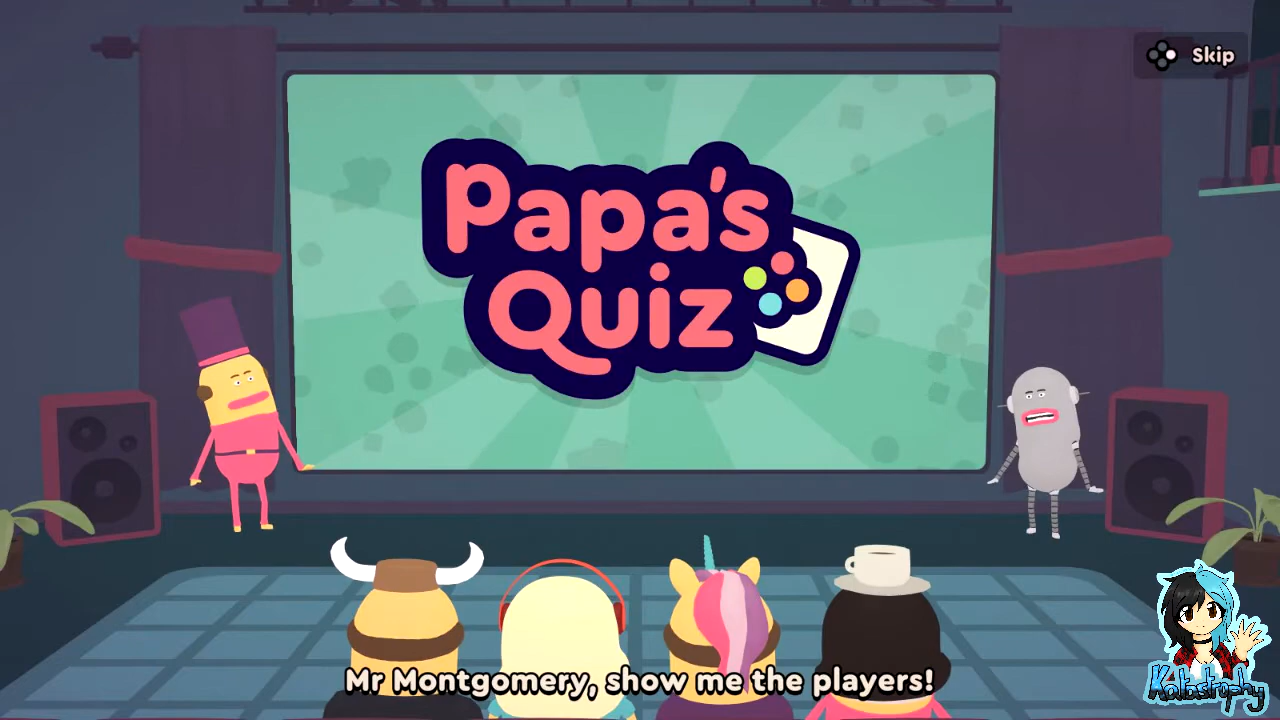 Skip
Papa's
Quiz
Mr Montgomery, show me the players!
Kalastrophy